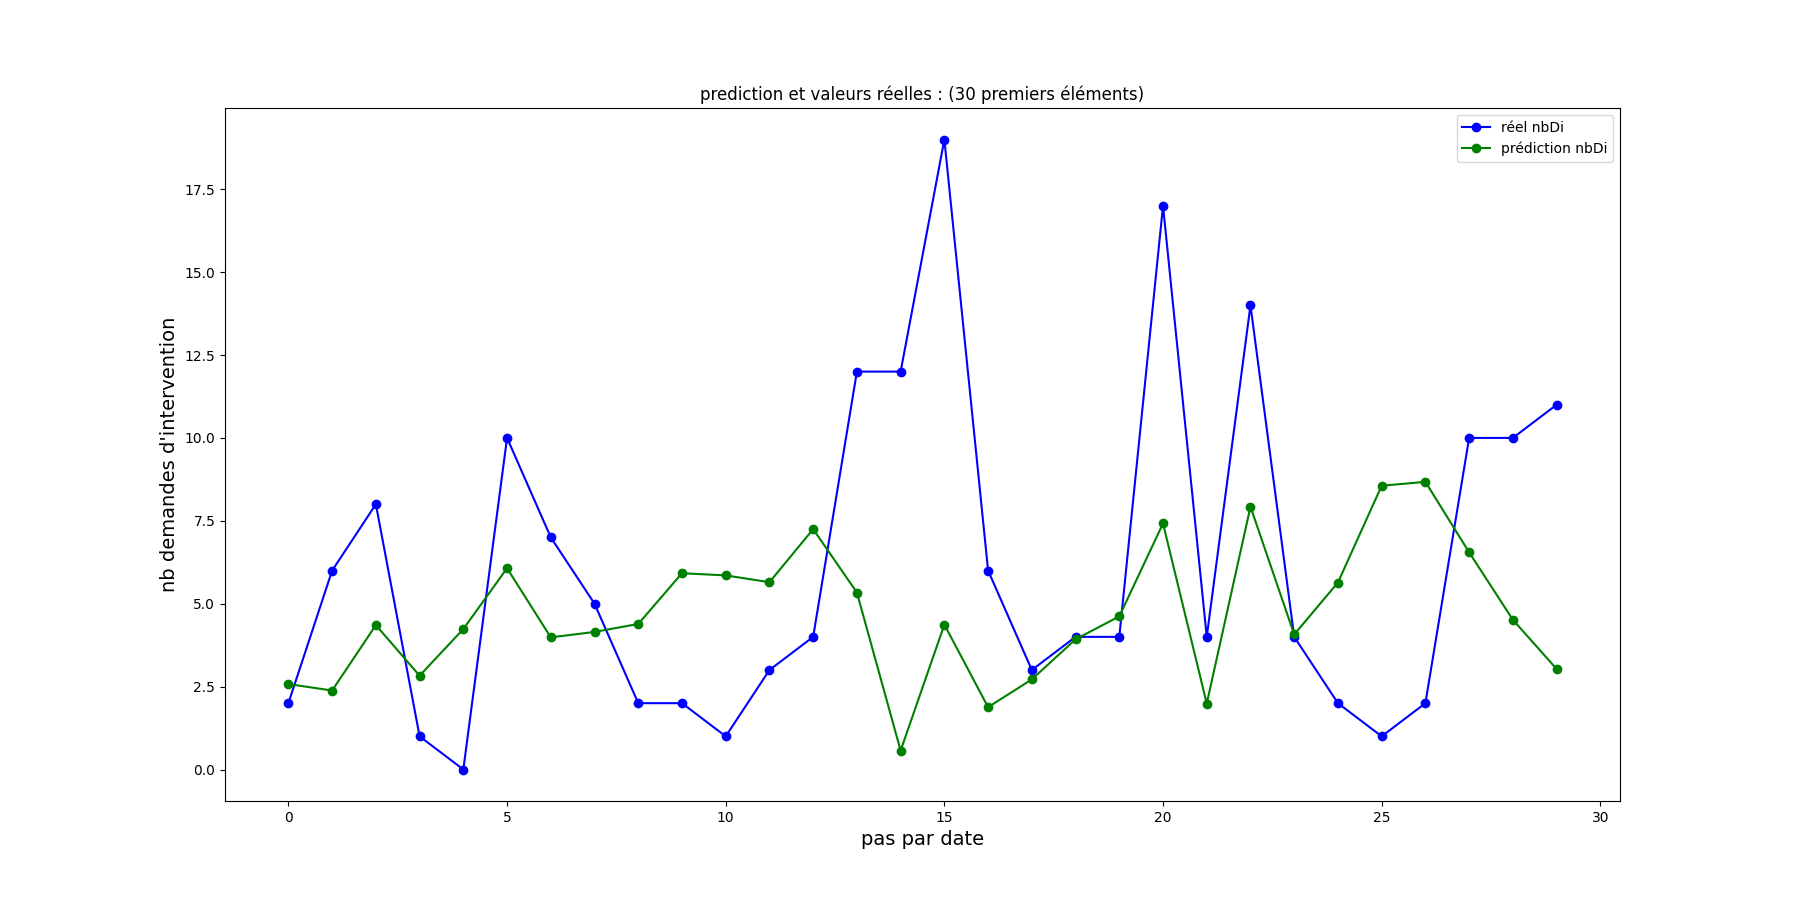 prediction et valeurs réelles : (30 premiers éléments)
réel nbDi
prédiction nbDi
nb demandes d'intervention
17.5
15.0
12.5
10.0
7.5
5.0
2.5
0.0
0 5 10 15 20 25 30
pas par date